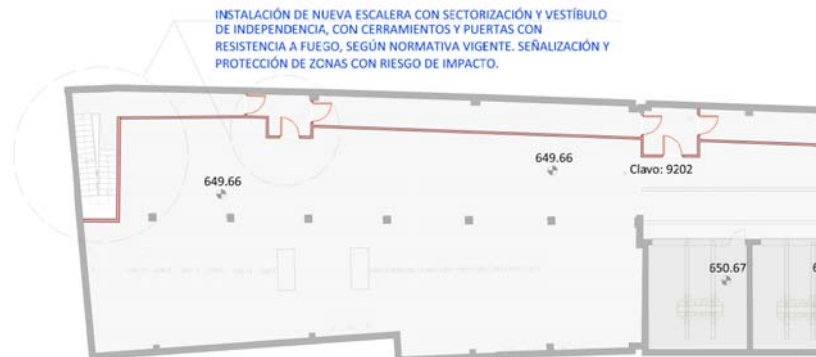 INSTALACIÓN DE NUEVA ESCALERA CON SECTORIZACIÓN Y VESTÍBULO
DE INDEPENDENCIA, CON CERRAMIENTOS Y PUERTAS CON
RESISTENCIA A FUEGO, SEGÚN NORMATIVA VIGENTE. SEÑALIZACIÓN Y
PROTECCIÓN DE ZONAS CON RIESGO DE IMPACTO.
649.66
649.66
Clavo: 9202
650.67